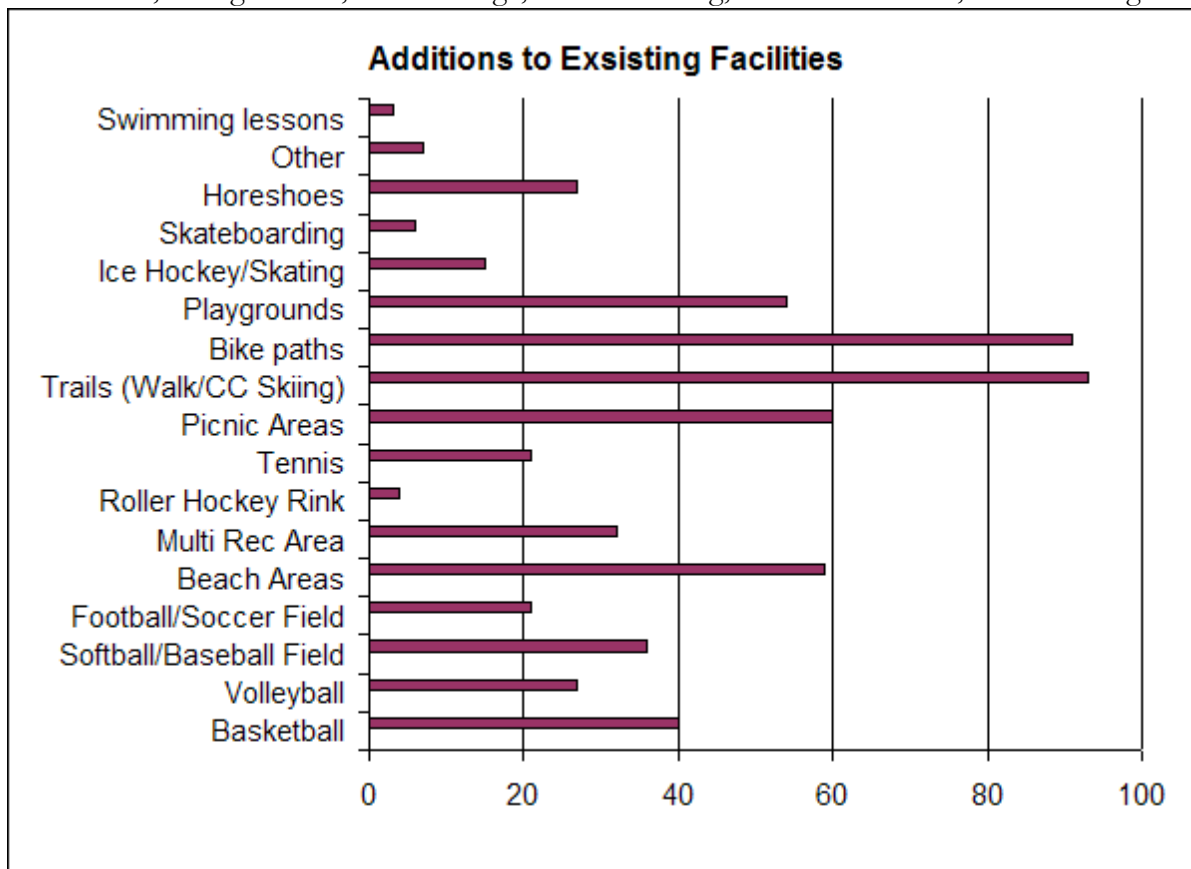 Additions to Exsisting Facilities
Swimming lessons
Other
Horeshoes
Skateboarding
Ice Hockey/Skating
Playgrounds
Bike paths
Trails (Walk/CC Skiing)
Picnic Areas
Tennis
Roller Hockey Rink
Multi Rec Area
Beach Areas
Football/Soccer Field
Softball/Baseball Field
Volleyball
Basketball
0 20 40 60 80 100